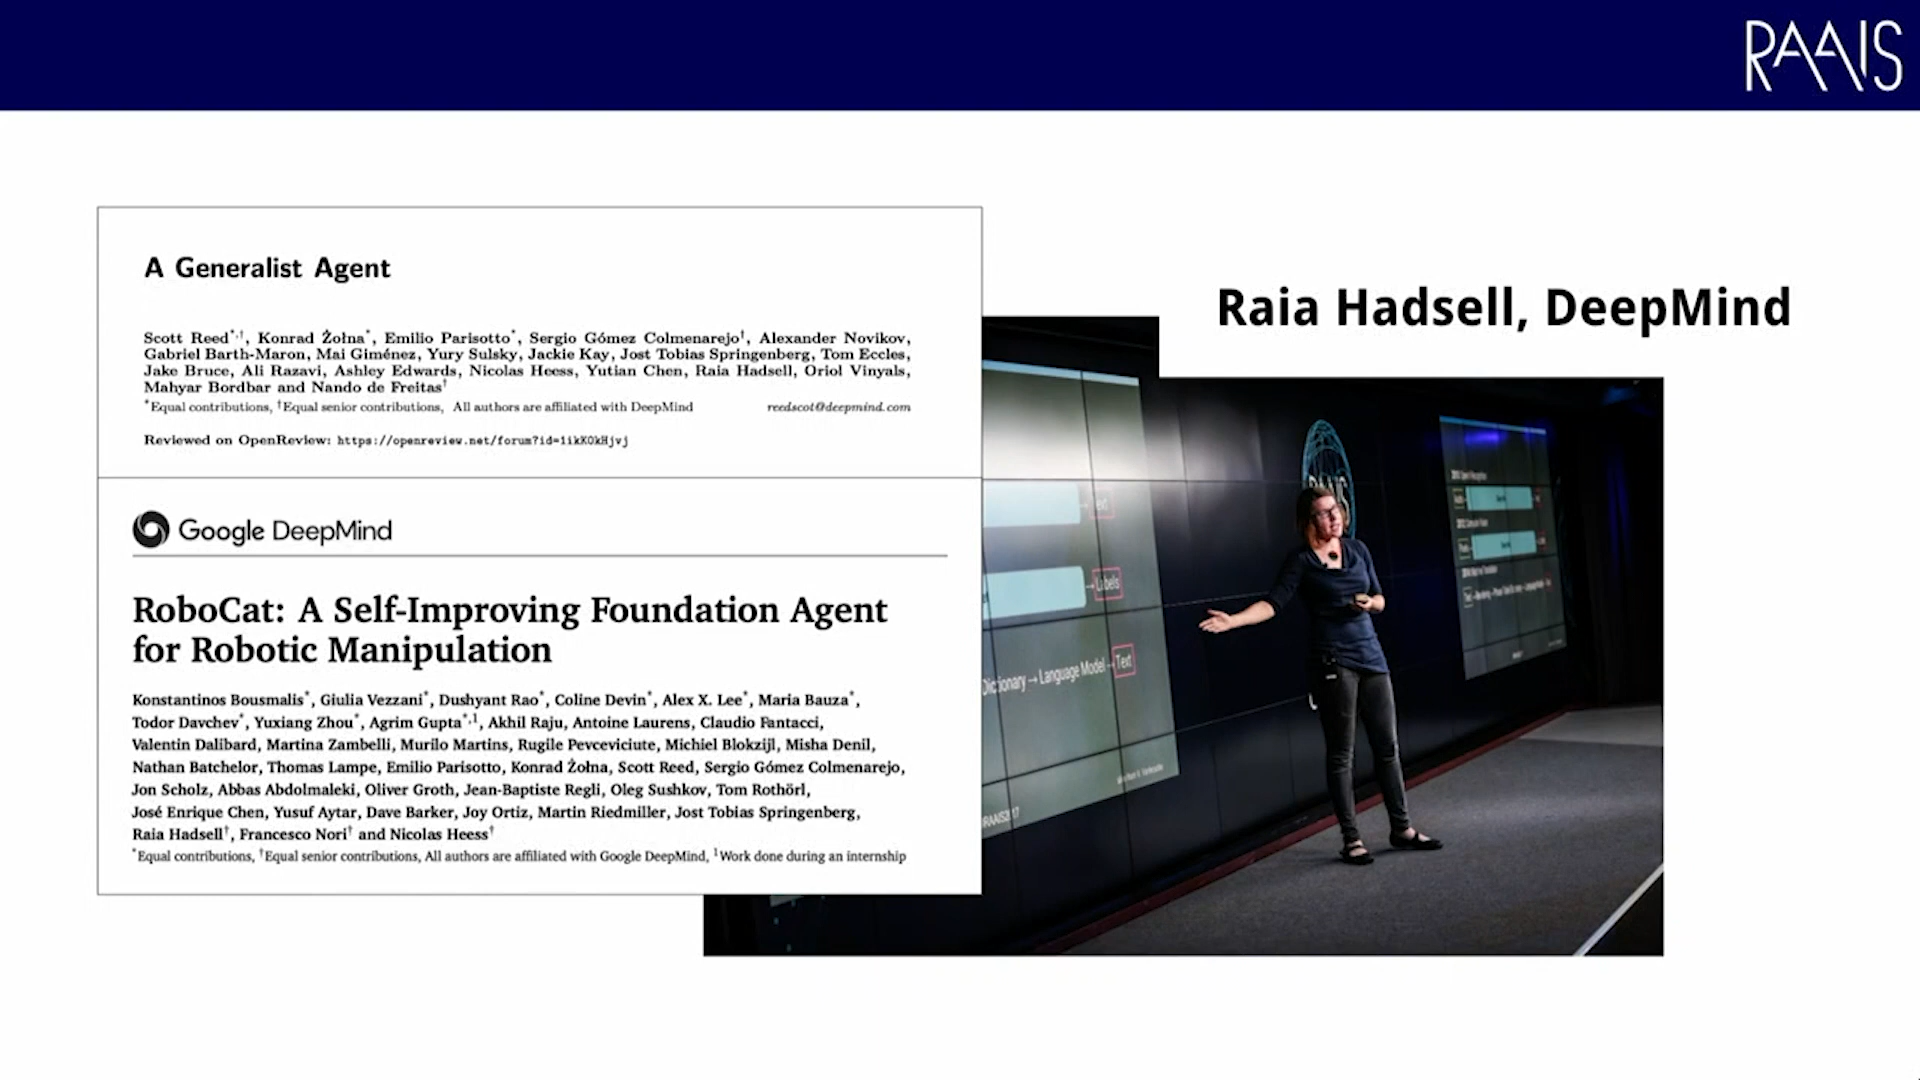 RAAIS
A Generalist Agent
Scott Reed*,†, Konrad Żołna*, Emilio Parisotto*, Sergio Gómez Colmenarejo†, Alexander Novikov,
Gabriel Barth-Maron, Mai Giménez, Yury Sulsky, Jackie Kay, Jost Tobias Springenberg, Tom Eccles,
Jake Bruce, Ali Razavi, Ashley Edwards, Nicolas Heess, Yutian Chen, Raia Hadsell, Oriol Vinyals,
Mahyar Bordbar and Nando de Freitas†
*Equal contributions, †Equal senior contributions, All authors are affiliated with DeepMind reedscot@deepmind.com
Reviewed on OpenReview: https://openreview.net/forum?id=1ikK0kHjvj
Google DeepMind
RoboCat: A Self-Improving Foundation Agent
for Robotic Manipulation
Konstantinos Bousmalis*, Giulia Vezzani*, Dushyant Rao*, Coline Devin*, Alex X. Lee*, Maria Bauza*,
Todor Davchev*, Yuxiang Zhou*, Agrim Gupta*,1, Akhil Raju, Antoine Laurens, Claudio Fantacci,
Valentin Dalibard, Martina Zambelli, Murilo Martins, Rugile Pevceviciute, Michiel Blokzijl, Misha Denil,
Nathan Batchelor, Thomas Lampe, Emilio Parisotto, Konrad Żołna, Scott Reed, Sergio Gómez Colmenarejo,
Jon Scholz, Abbas Abdolmaleki, Oliver Groth, Jean-Baptiste Regli, Oleg Sushkov, Tom Rothörl,
José Enrique Chen, Yusuf Aytar, Dave Barker, Joy Ortiz, Martin Riedmiller, Jost Tobias Springenberg,
Raia Hadsell†, Francesco Nori† and Nicolas Heess†
*Equal contributions, †Equal senior contributions, All authors are affiliated with Google DeepMind, 1Work done during an internship
Raia Hadsell, DeepMind
Text
→ Labels
Dictionary → Language Model → Text
RAAIS